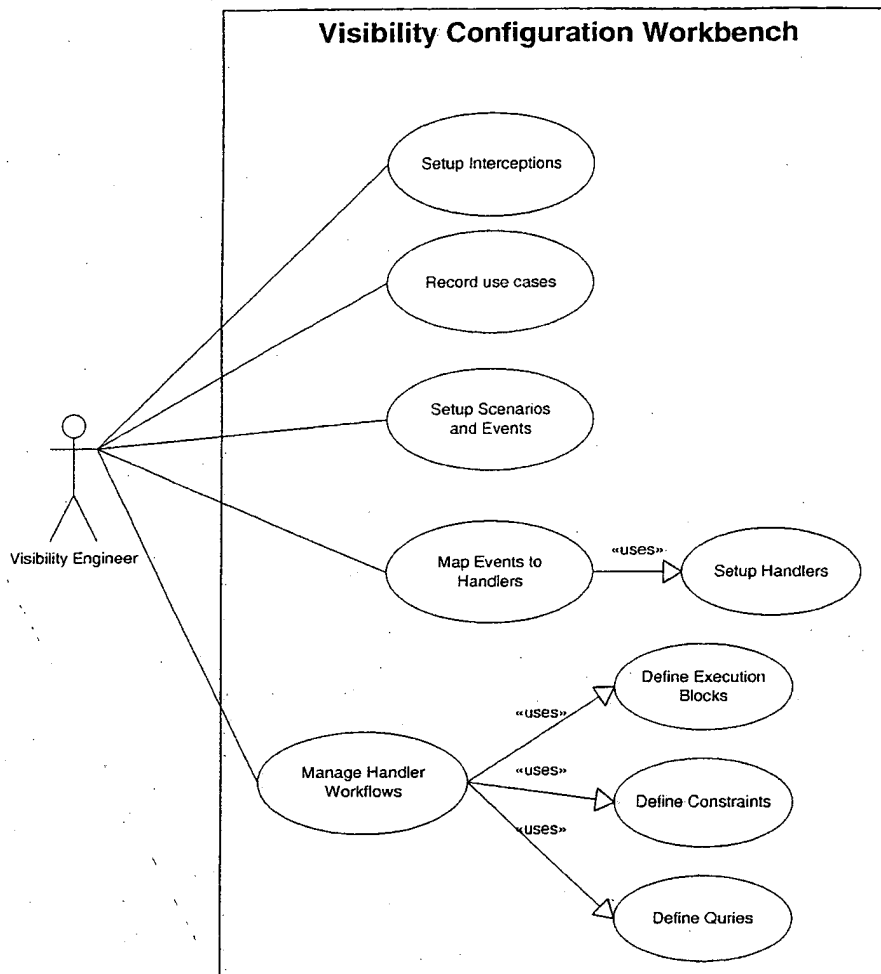 Visibility Configuration Workbench
Setup Interceptions
Record use cases
Setup Scenarios
and Events
Visibility Engineer
Map Events to
Handlers
«uses»
Setup Handlers
Define Execution
Blocks
«uses»
Manage Handler
Workflows
«uses»
Define Constraints
«uses»
Define Quries